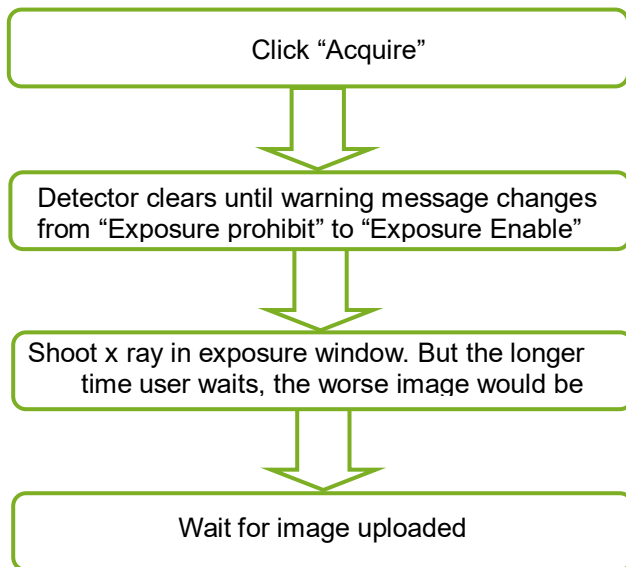 Click “Acquire”
Detector clears until warning message changes
from “Exposure prohibit” to “Exposure Enable”
Shoot x ray in exposure window. But the longer
time user waits, the worse image would be
Wait for image uploaded